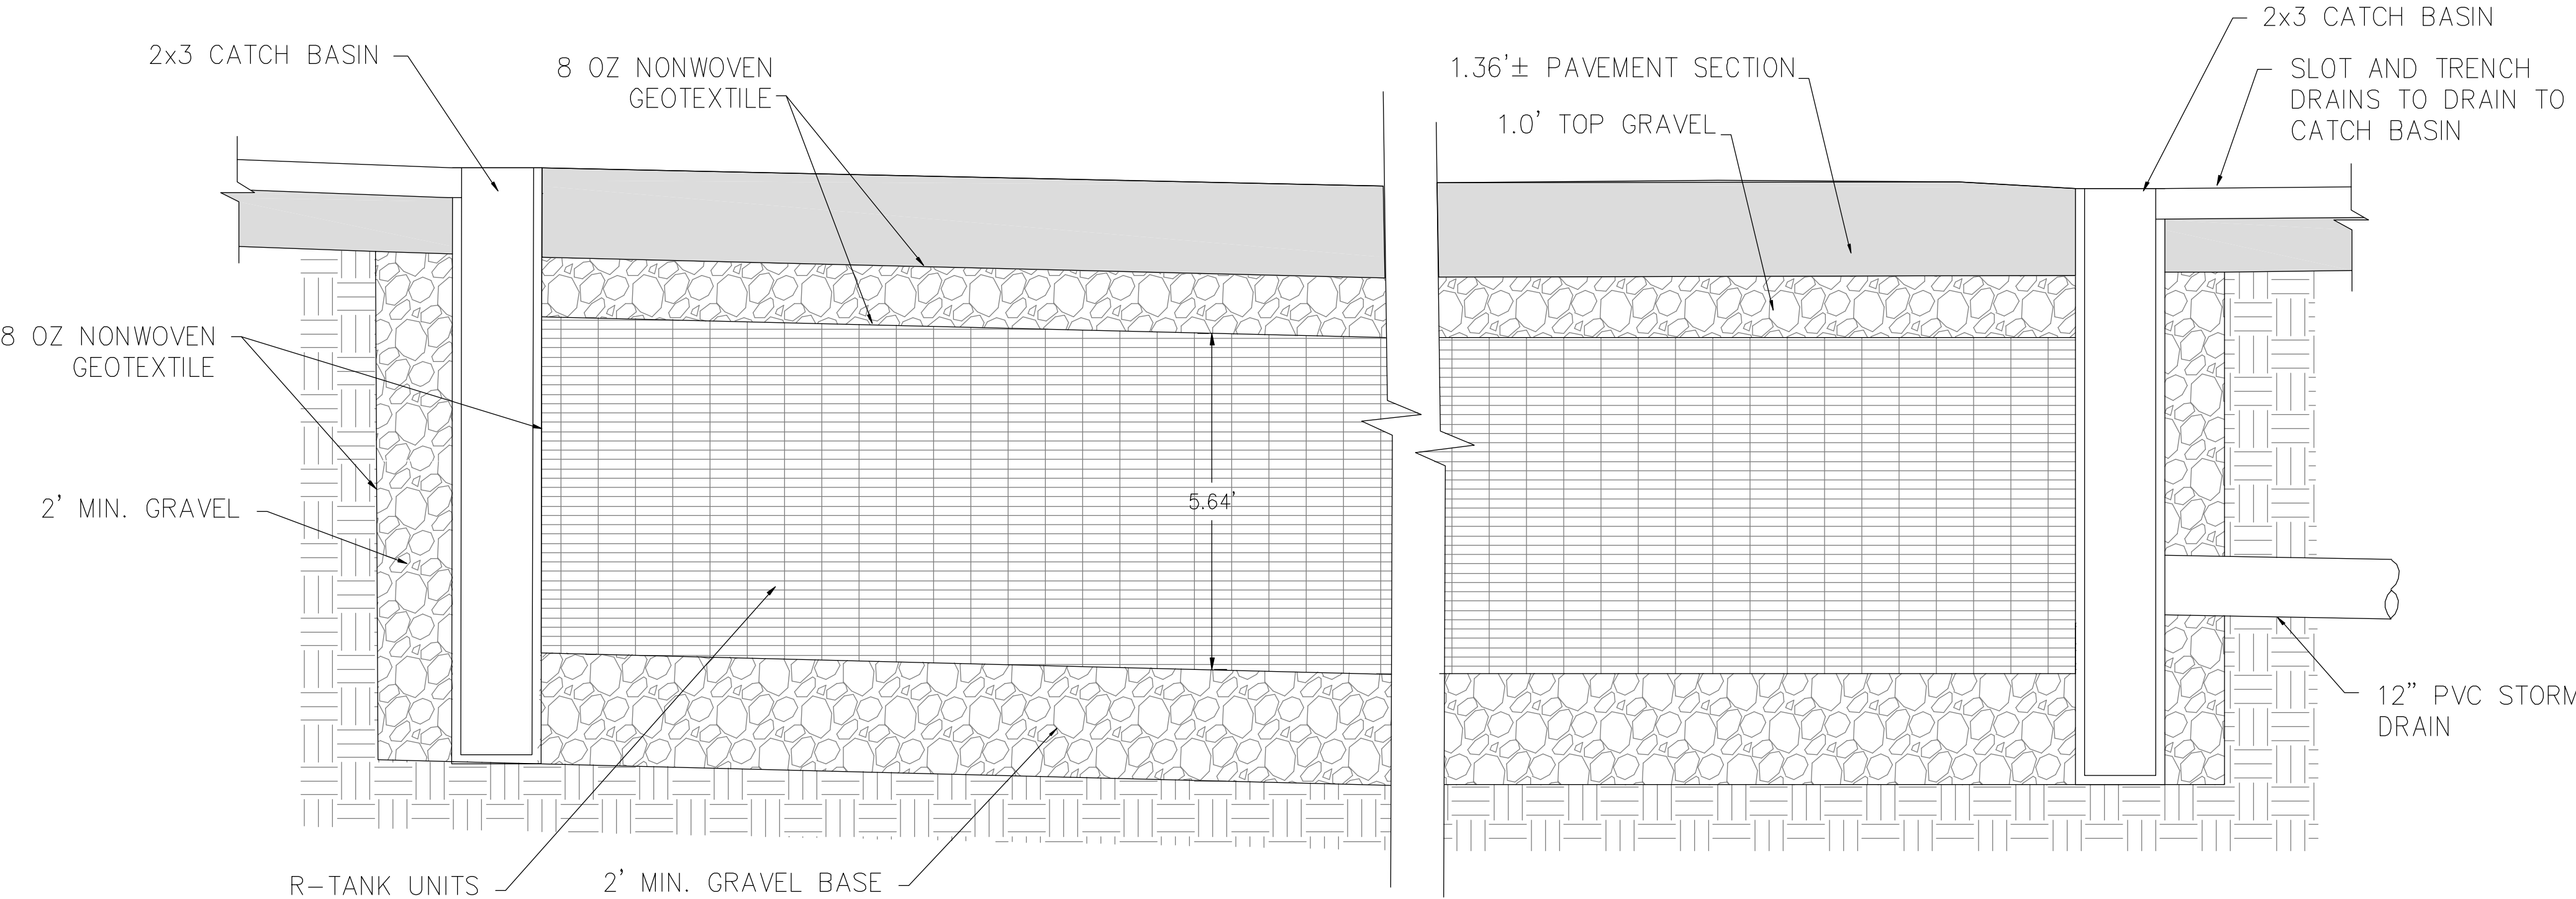 2x3 CATCH BASIN
8 OZ NONWOVEN
GEOTEXTILE
1.36'± PAVEMENT SECTION
1.0' TOP GRAVEL
2x3 CATCH BASIN
SLOT AND TRENCH
DRAINS TO DRAIN TO
CATCH BASIN
8 OZ NONWOVEN
GEOTEXTILE
2' MIN. GRAVEL
5.64'
12" PVC STORM
DRAIN
R-TANK UNITS
2' MIN. GRAVEL BASE